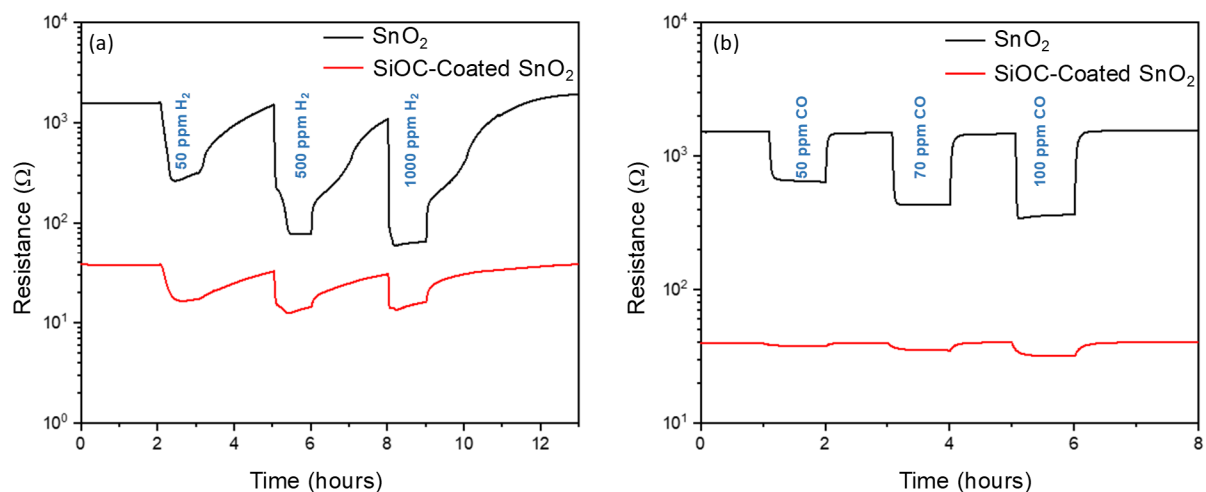 (a)
SnO₂
SiOC-Coated SnO₂
50 ppm H₂
500 ppm H₂
1000 ppm H₂
10⁴
10³
10²
10¹
10⁰
Resistance (Ω)
0 2 4 6 8 10 12
Time (hours)
(b)
SnO₂
SiOC-Coated SnO₂
50 ppm CO
70 ppm CO
100 ppm CO
10⁴
10³
10²
10¹
Resistance (Ω)
0 2 4 6 8
Time (hours)